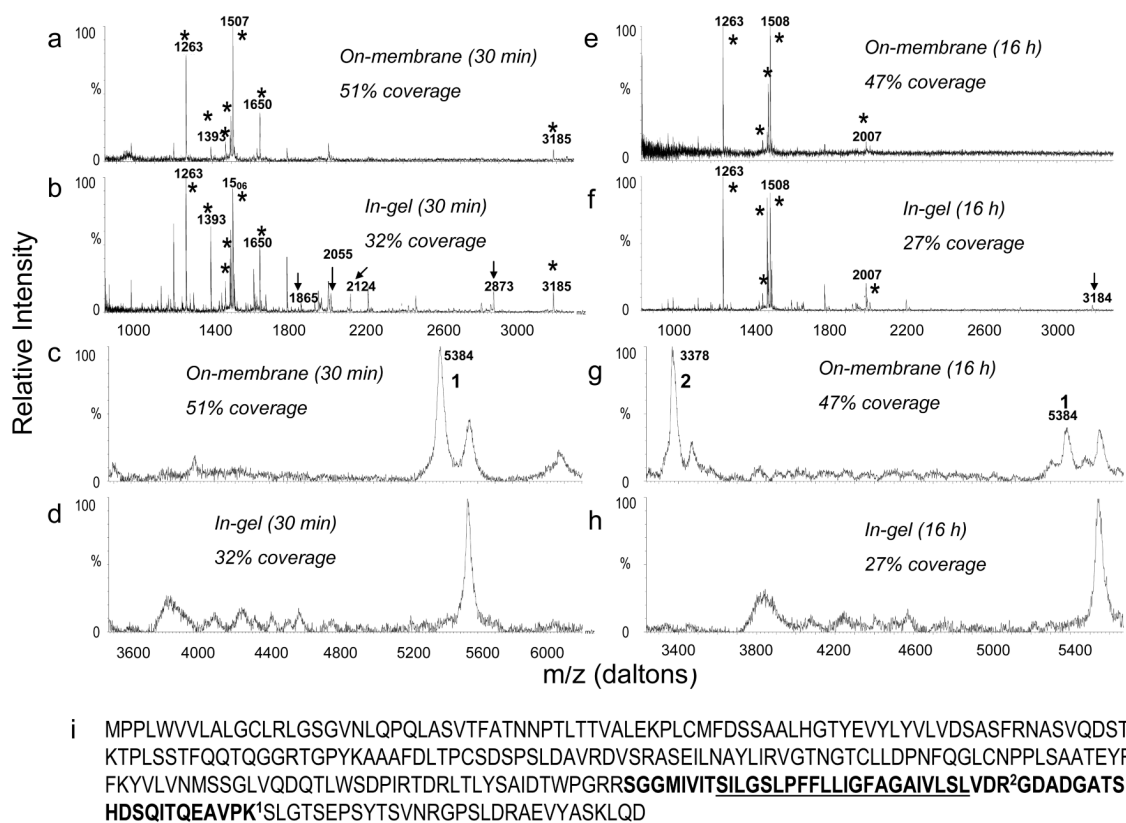 a
100
%
0
1263
1393
1507
1650
3185
On-membrane (30 min)
51% coverage
b
100
%
0
1263
1393
1506
1650
1865
2055
2124
2873
3185
In-gel (30 min)
32% coverage
1000 1400 1800 2200 2600 3000 m/z
c
100
%
0
5384
1
On-membrane (30 min)
51% coverage
d
100
%
0
In-gel (30 min)
32% coverage
3600 4000 4400 4800 5200 5600 6000 m/z
e
100
%
0
1263
1508
2007
On-membrane (16 h)
47% coverage
f
100
%
0
1263
1508
2007
3184
In-gel (16 h)
27% coverage
1000 1400 1800 2200 2600 3000
g
100
%
0
3378
2
1
5384
On-membrane (16 h)
47% coverage
h
100
%
0
In-gel (16 h)
27% coverage
3400 3800 4200 4600 5000 5400
Relative Intensity
m/z (daltons)
i
MPPLWVVLALGCLRLGSGVNLQPQLASVTFATNNPTLTTVALEKPLCMFDSSAALHGTYEVYLYVLVDSASFRNASVQDST
KTPLSSTFQQTQGGRTGPYKAAAFDLTPCSDSPSLDAVRDVSRASEILNAYLIRVGTNGTCLLDPNFQGLCNPPLSAATEYR
FKYVLVNMSSGLVQDQTLWSDPIRTDRLTLYSAIDTWPGRRSGGMIVITSILGSLPFFLLIGFAGAIVLSLVDR²GDADGATS
HDSQITQEAVPK¹SLGTSEPSYTSVNRGPSLDRAEVYASKLQD